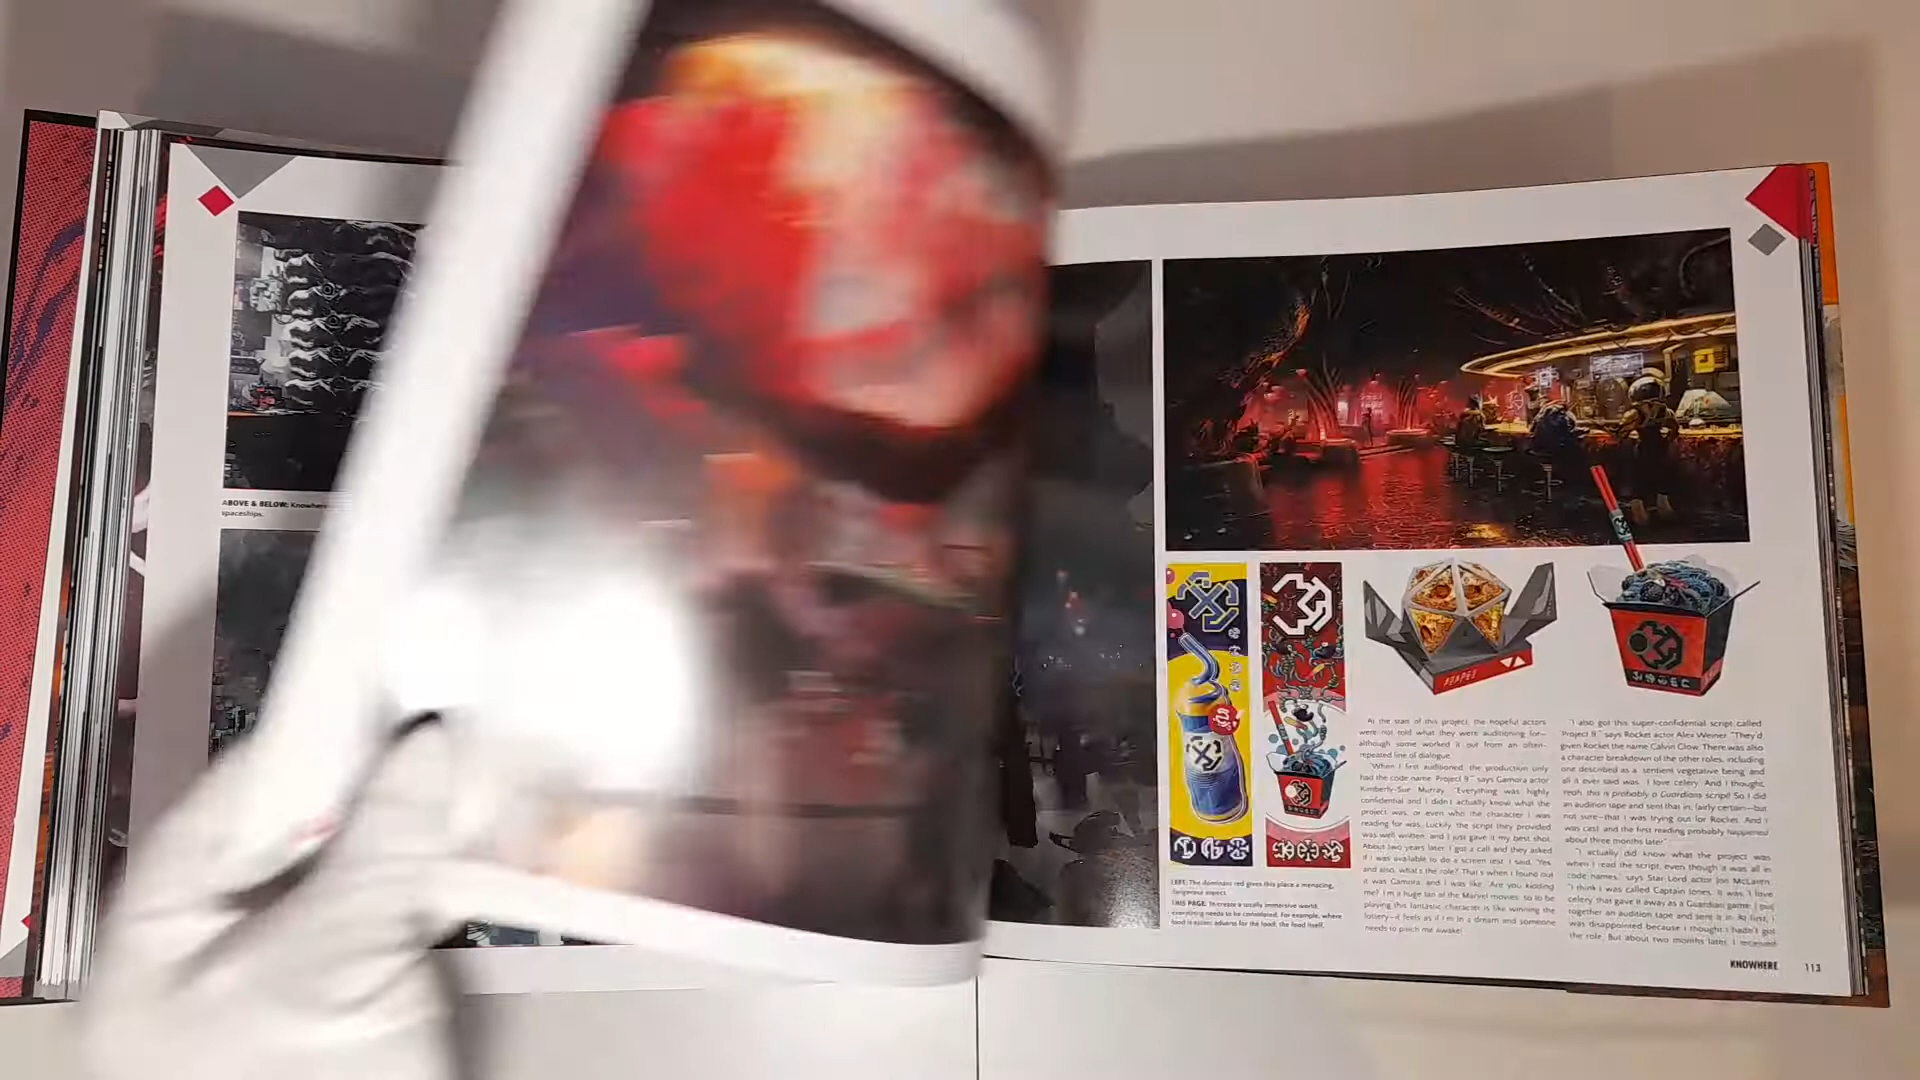 ABOVE & BELOW: Knowhere
spaceships.
LEFT: The dominant red gives this place a menacing,
dangerous aspect.
THIS PAGE: To create a totally immersive world,
everything needs to be considered. For example, where
food is eaten; adverts for the food; the food itself.
At the start of this project, the hopeful actors
were not told what they were auditioning for—
although some worked it out from an often-
repeated line of dialogue.
"When I first auditioned, the production only
had the code name 'Project 9'" says Gamora actor
Kimberly-Sue Murray. "Everything was highly
confidential and I didn't actually know what the
project was, or even who the character I was
reading for was. Luckily, the script they provided
was well written, and I just gave it my best shot.
About two years later I got a call and they asked
if I was available to do a screen test. I said, 'Yes
and also, what's the role?' That's when I found out
it was Gamora, and I was like, 'Are you kidding
me?' I'm a huge fan of the Marvel movies, so to be
playing this fantastic character is like winning the
lottery—it feels as if I'm in a dream and someone
needs to pinch me awake!
"I also got this super-confidential script called
'Project 9'" says Rocket actor Alex Weiner. "They'd
given Rocket the name Calvin Glow. There was also
a character breakdown of the other roles, including
one described as a 'sentient vegetative being' and
all it ever said was, 'I love celery.' And I thought,
Yeah, this is probably a Guardians script! So I did
an audition tape and sent that in, fairly certain—but
not sure—that I was trying out for Rocket. And I
was cast and the first reading probably happened
about three months later."
"I actually did know what the project was
when I read the script, even though it was all in
code names," says Star-Lord actor Jon McLaren.
"I think I was called Captain Jones. It was 'I love
celery' that gave it away as a Guardian game. I put
together an audition tape and sent it in. At first, I
was disappointed because I thought I hadn't got
the role. But about two months later, I received
KNOWHERE 113